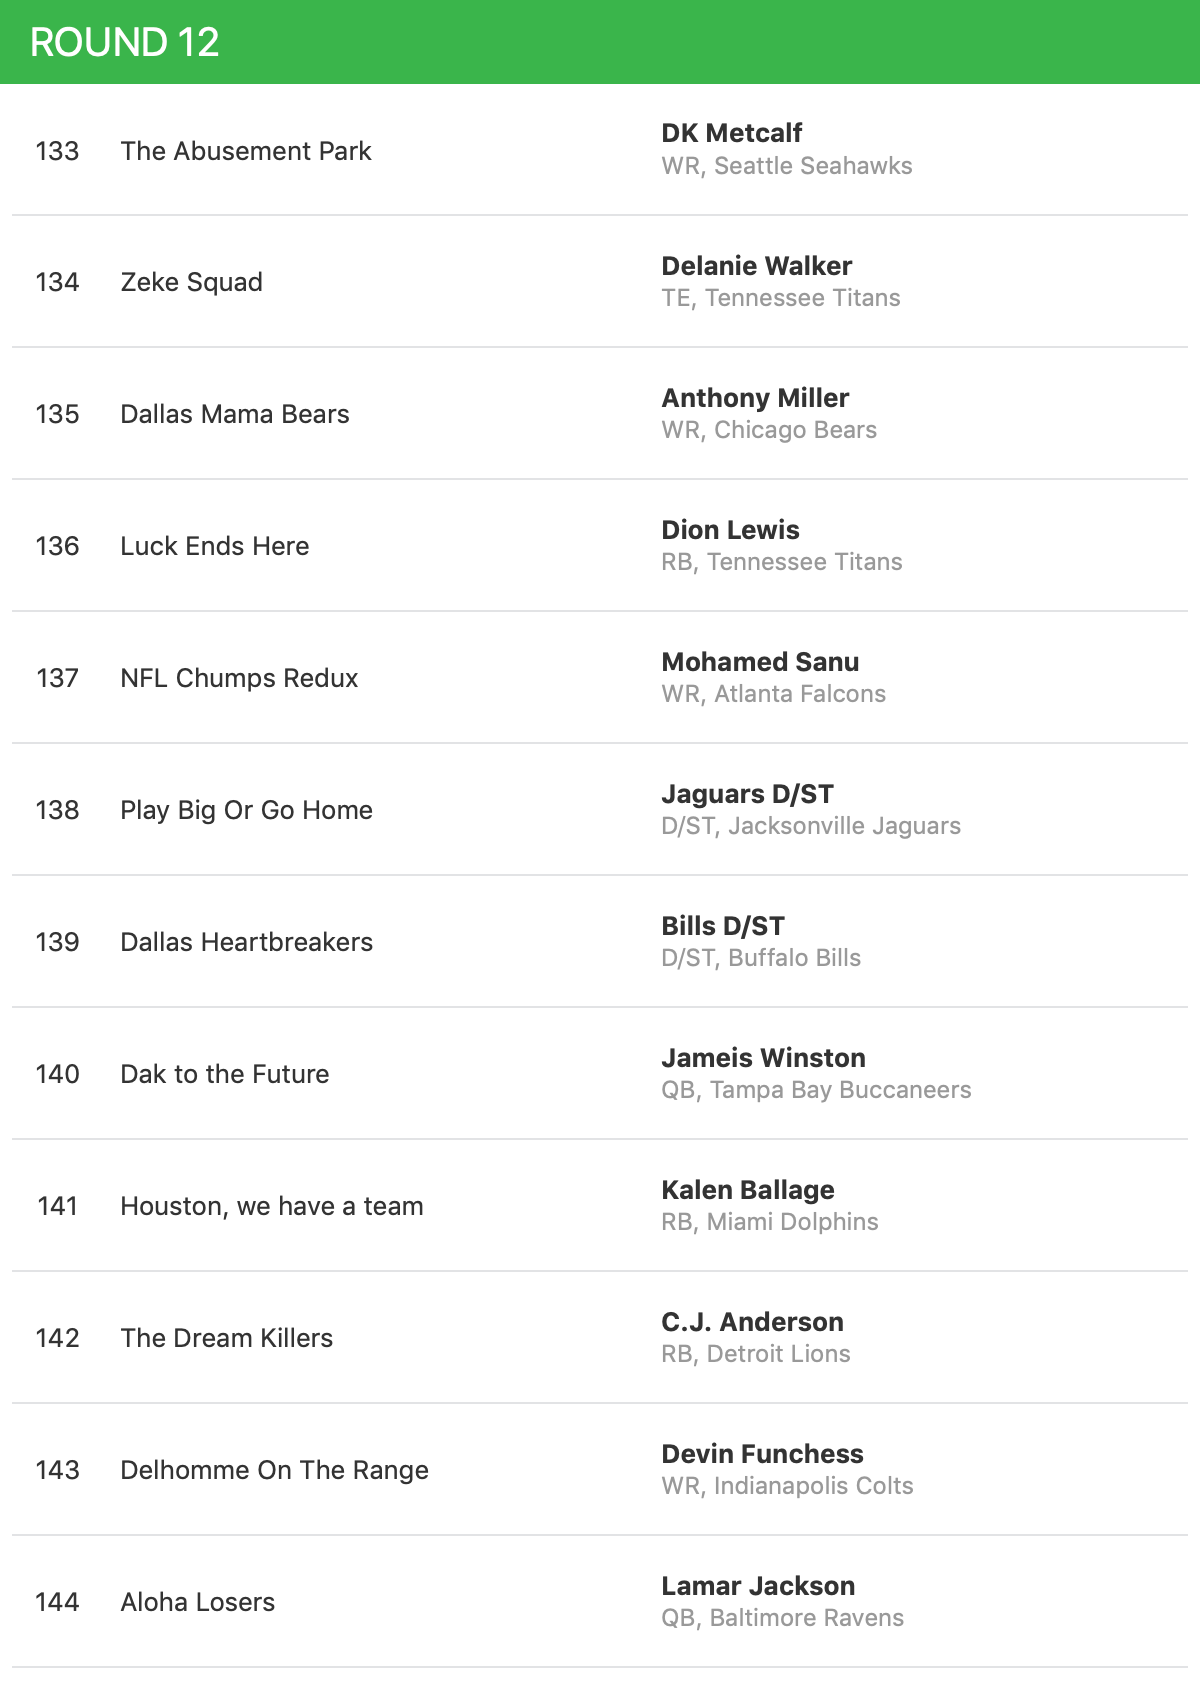 ROUND 12
133 The Abusement Park DK Metcalf
WR, Seattle Seahawks
134 Zeke Squad Delanie Walker
TE, Tennessee Titans
135 Dallas Mama Bears Anthony Miller
WR, Chicago Bears
136 Luck Ends Here Dion Lewis
RB, Tennessee Titans
137 NFL Chumps Redux Mohamed Sanu
WR, Atlanta Falcons
138 Play Big Or Go Home Jaguars D/ST
D/ST, Jacksonville Jaguars
139 Dallas Heartbreakers Bills D/ST
D/ST, Buffalo Bills
140 Dak to the Future Jameis Winston
QB, Tampa Bay Buccaneers
141 Houston, we have a team Kalen Ballage
RB, Miami Dolphins
142 The Dream Killers C.J. Anderson
RB, Detroit Lions
143 Delhomme On The Range Devin Funchess
WR, Indianapolis Colts
144 Aloha Losers Lamar Jackson
QB, Baltimore Ravens